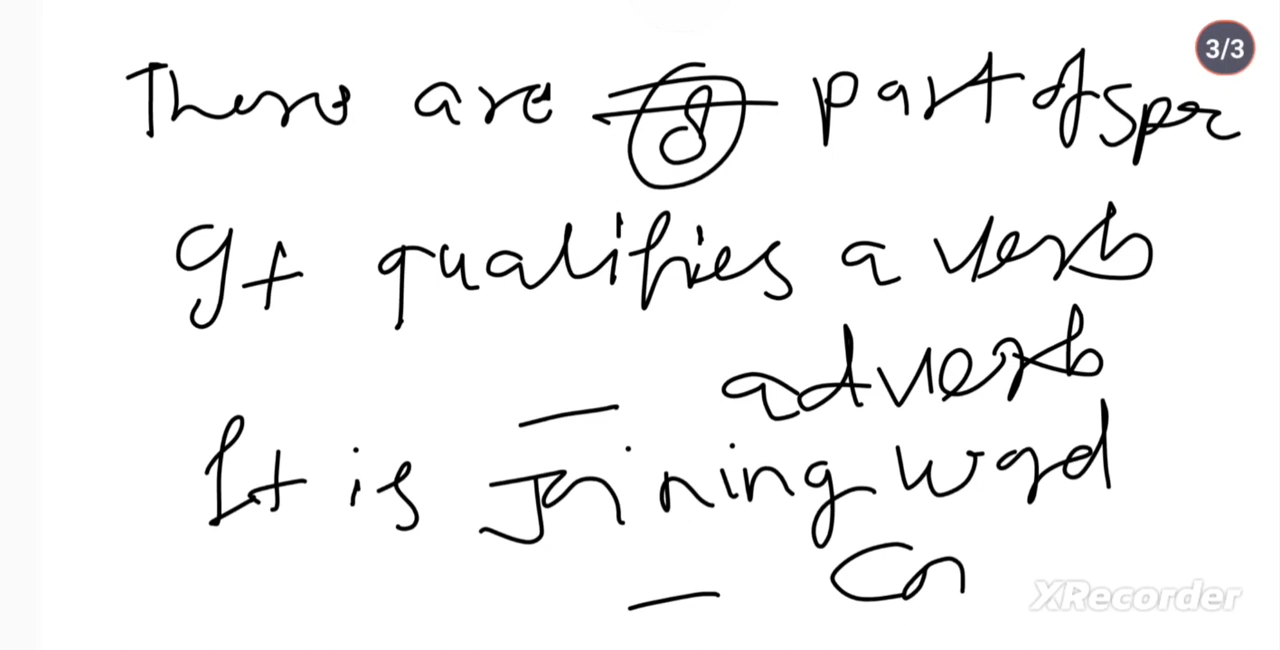 3/3
There are 8 part of Spe
It qualifies a verb
adverb
It is Joining word
— Co
XRecorder